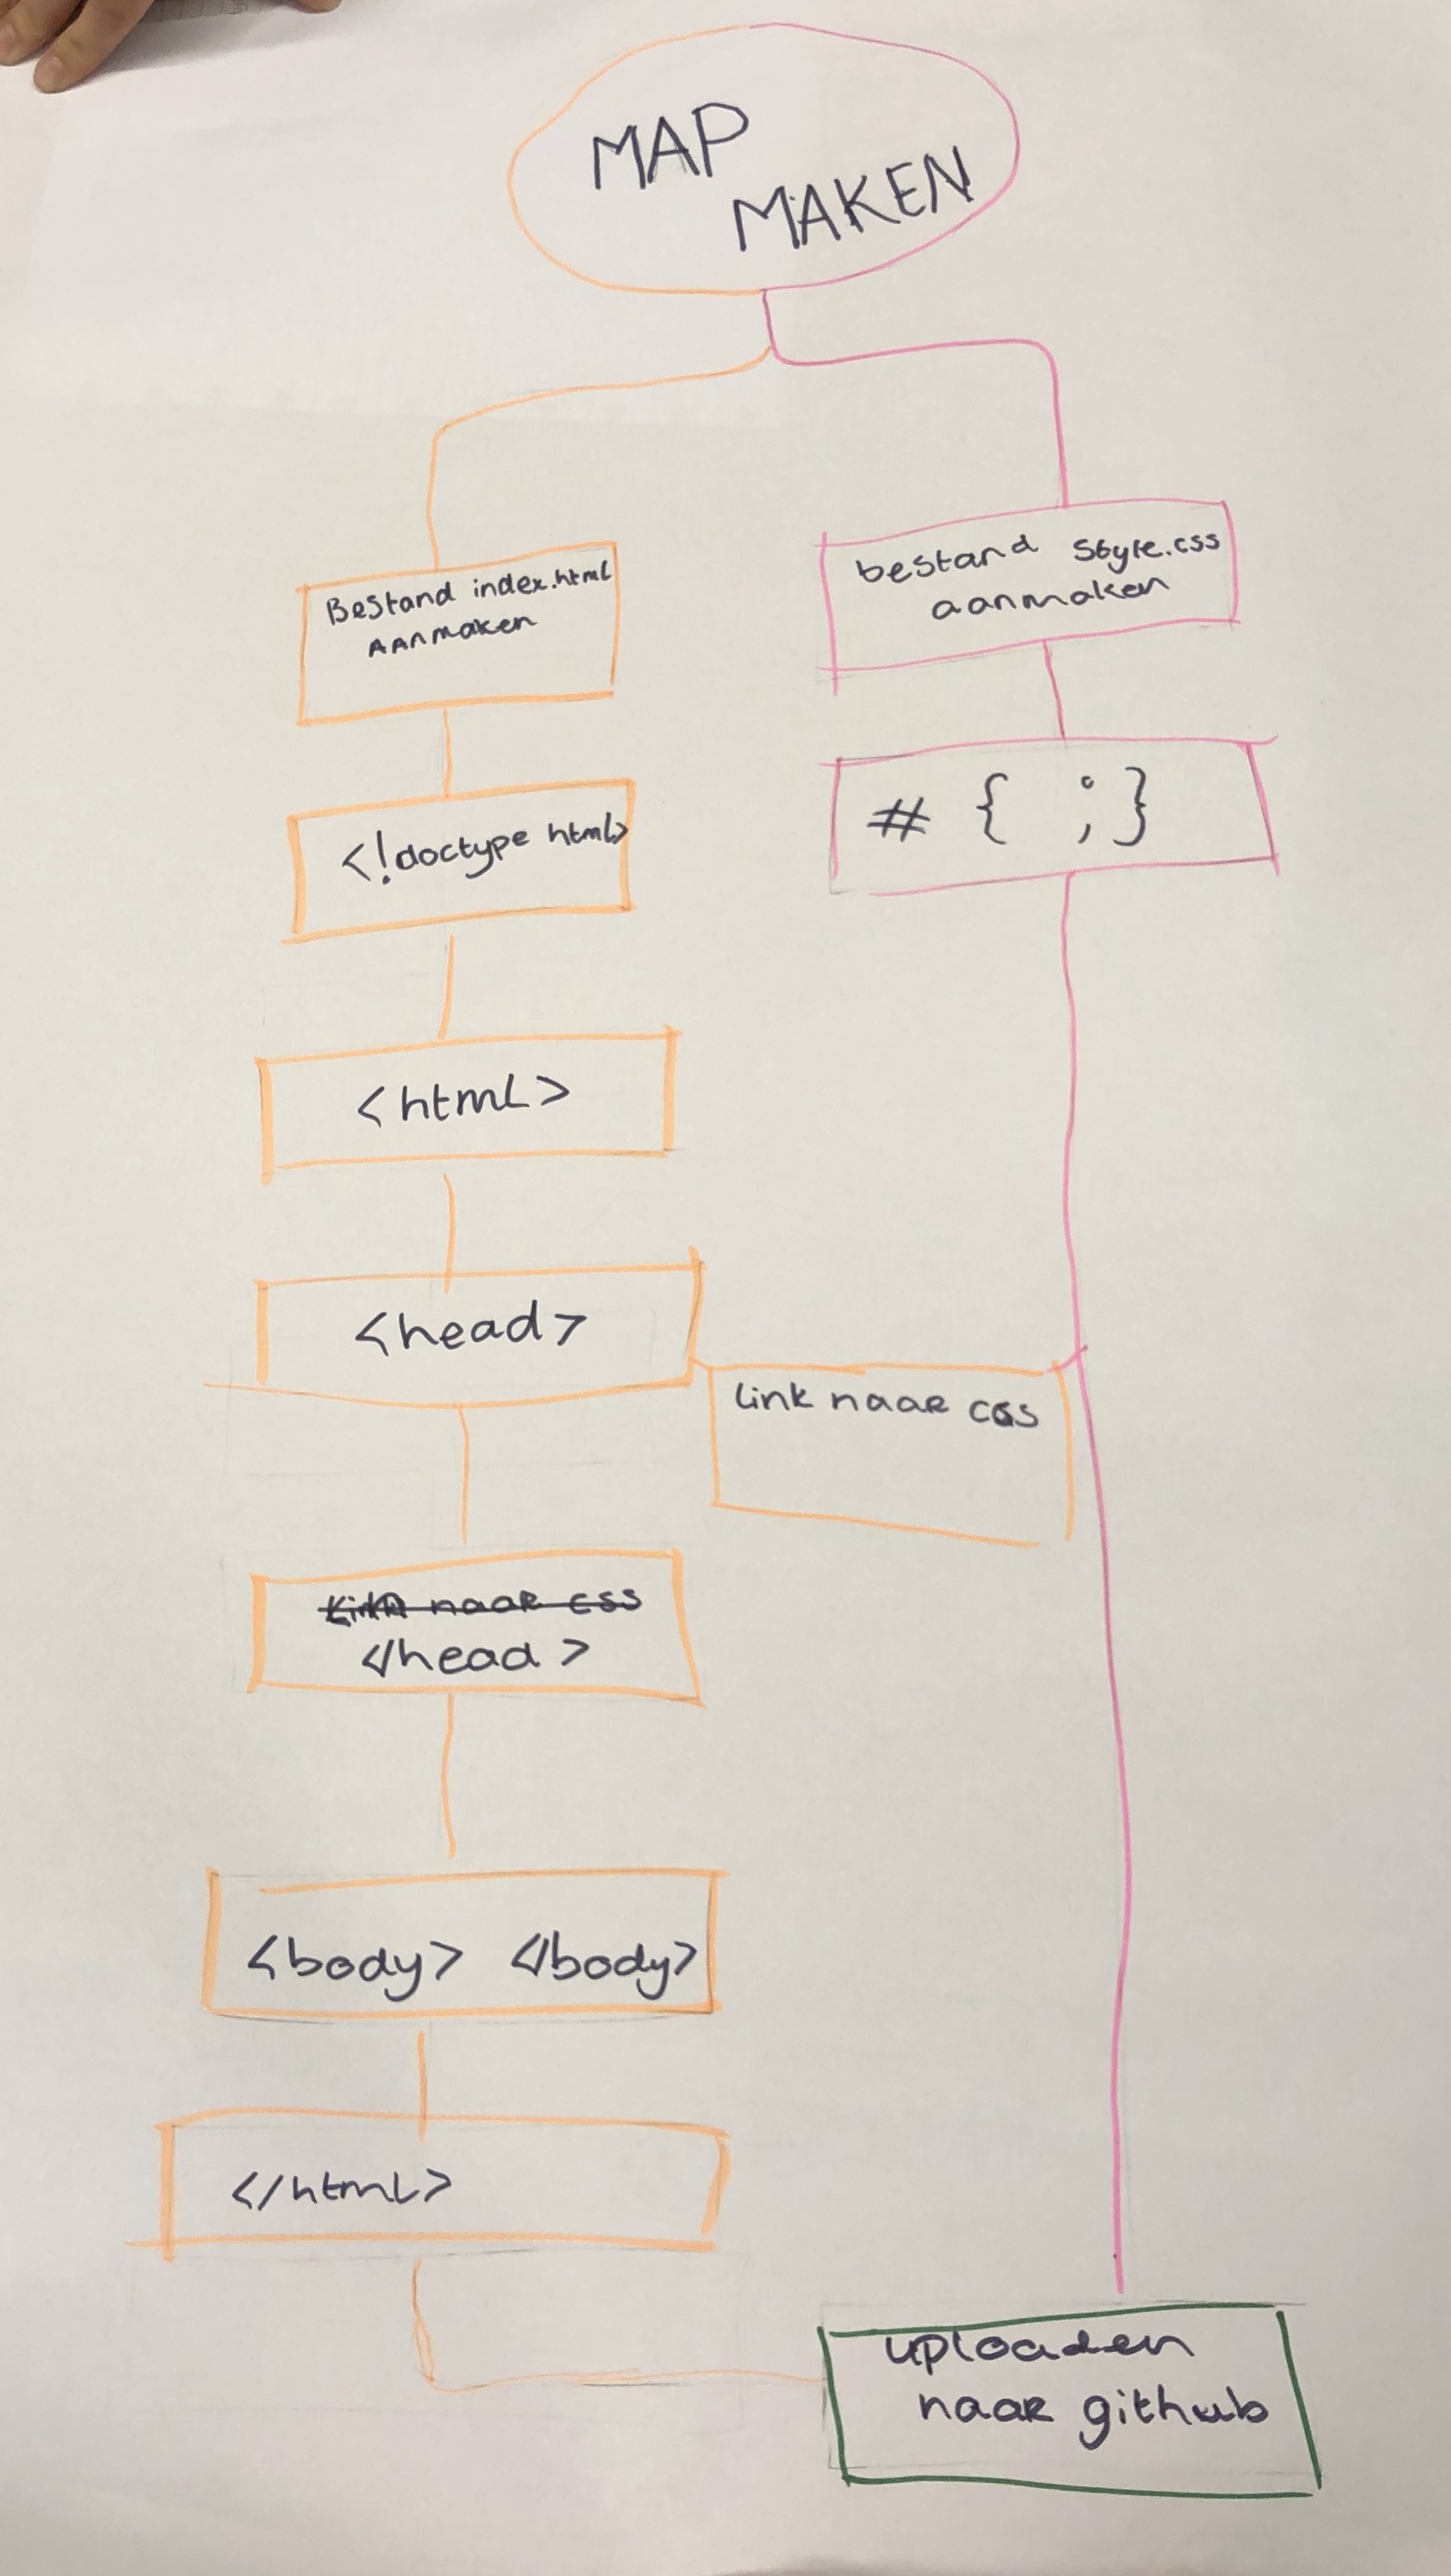 MAP
MAKEN
Bestand index.html
AANmaken
<!doctype html>
<html>
<head>
link naar css
Link naar css
</head>
<body> </body>
</html>
bestand style.css
aanmaken
# { : ; }
uploaden
naar github